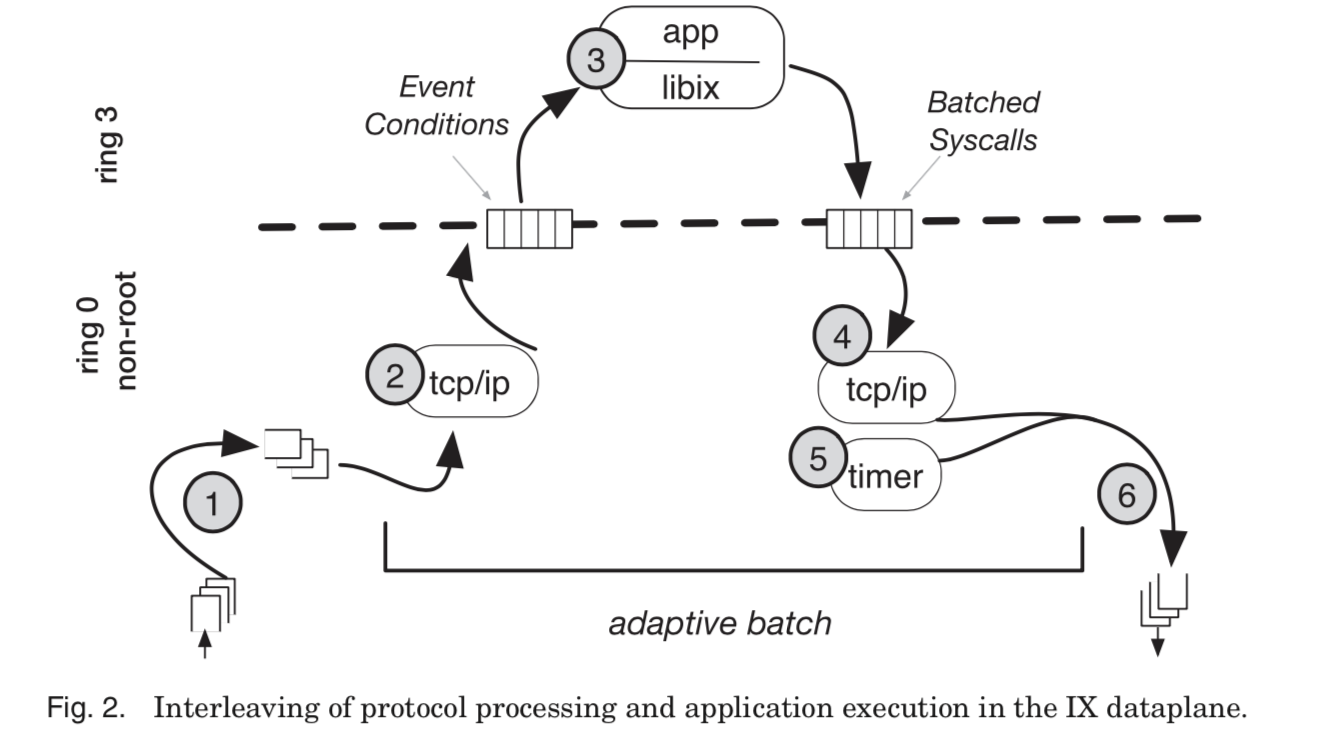 app
3
libix
Event
Conditions
Batched
Syscalls
ring 3
ring 0
non-root
2
tcp/ip
4
tcp/ip
5
timer
1
6
adaptive batch
Fig. 2. Interleaving of protocol processing and application execution in the IX dataplane.